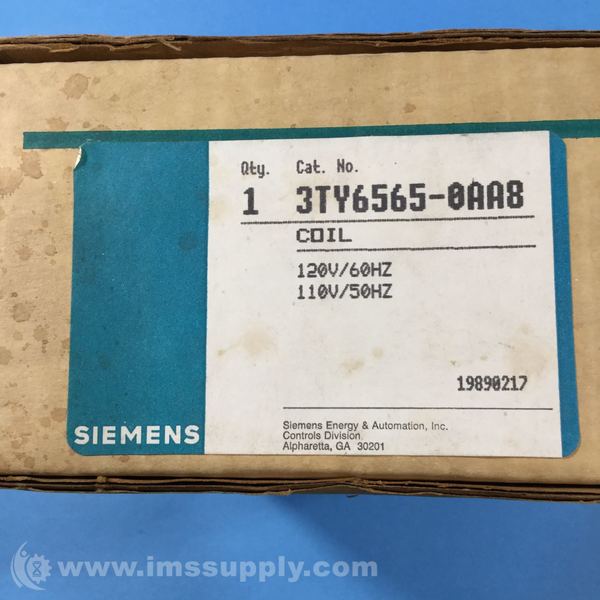 Qty. Cat. No.
1 3TY6565-0AA8
COIL
120V/60HZ
110V/50HZ
19890217
SIEMENS
Siemens Energy & Automation, Inc.
Controls Division
Alpharetta, GA 30201
www.imssupply.com